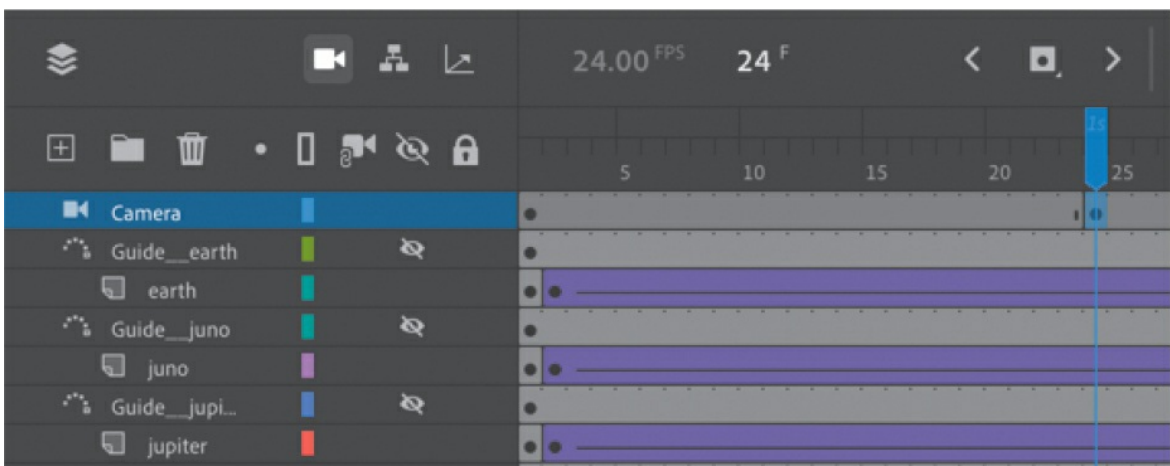 24.00 FPS 24 F
1s
5 10 15 20 25
Camera
Guide__earth
earth
Guide__juno
juno
Guide__jupi...
jupiter